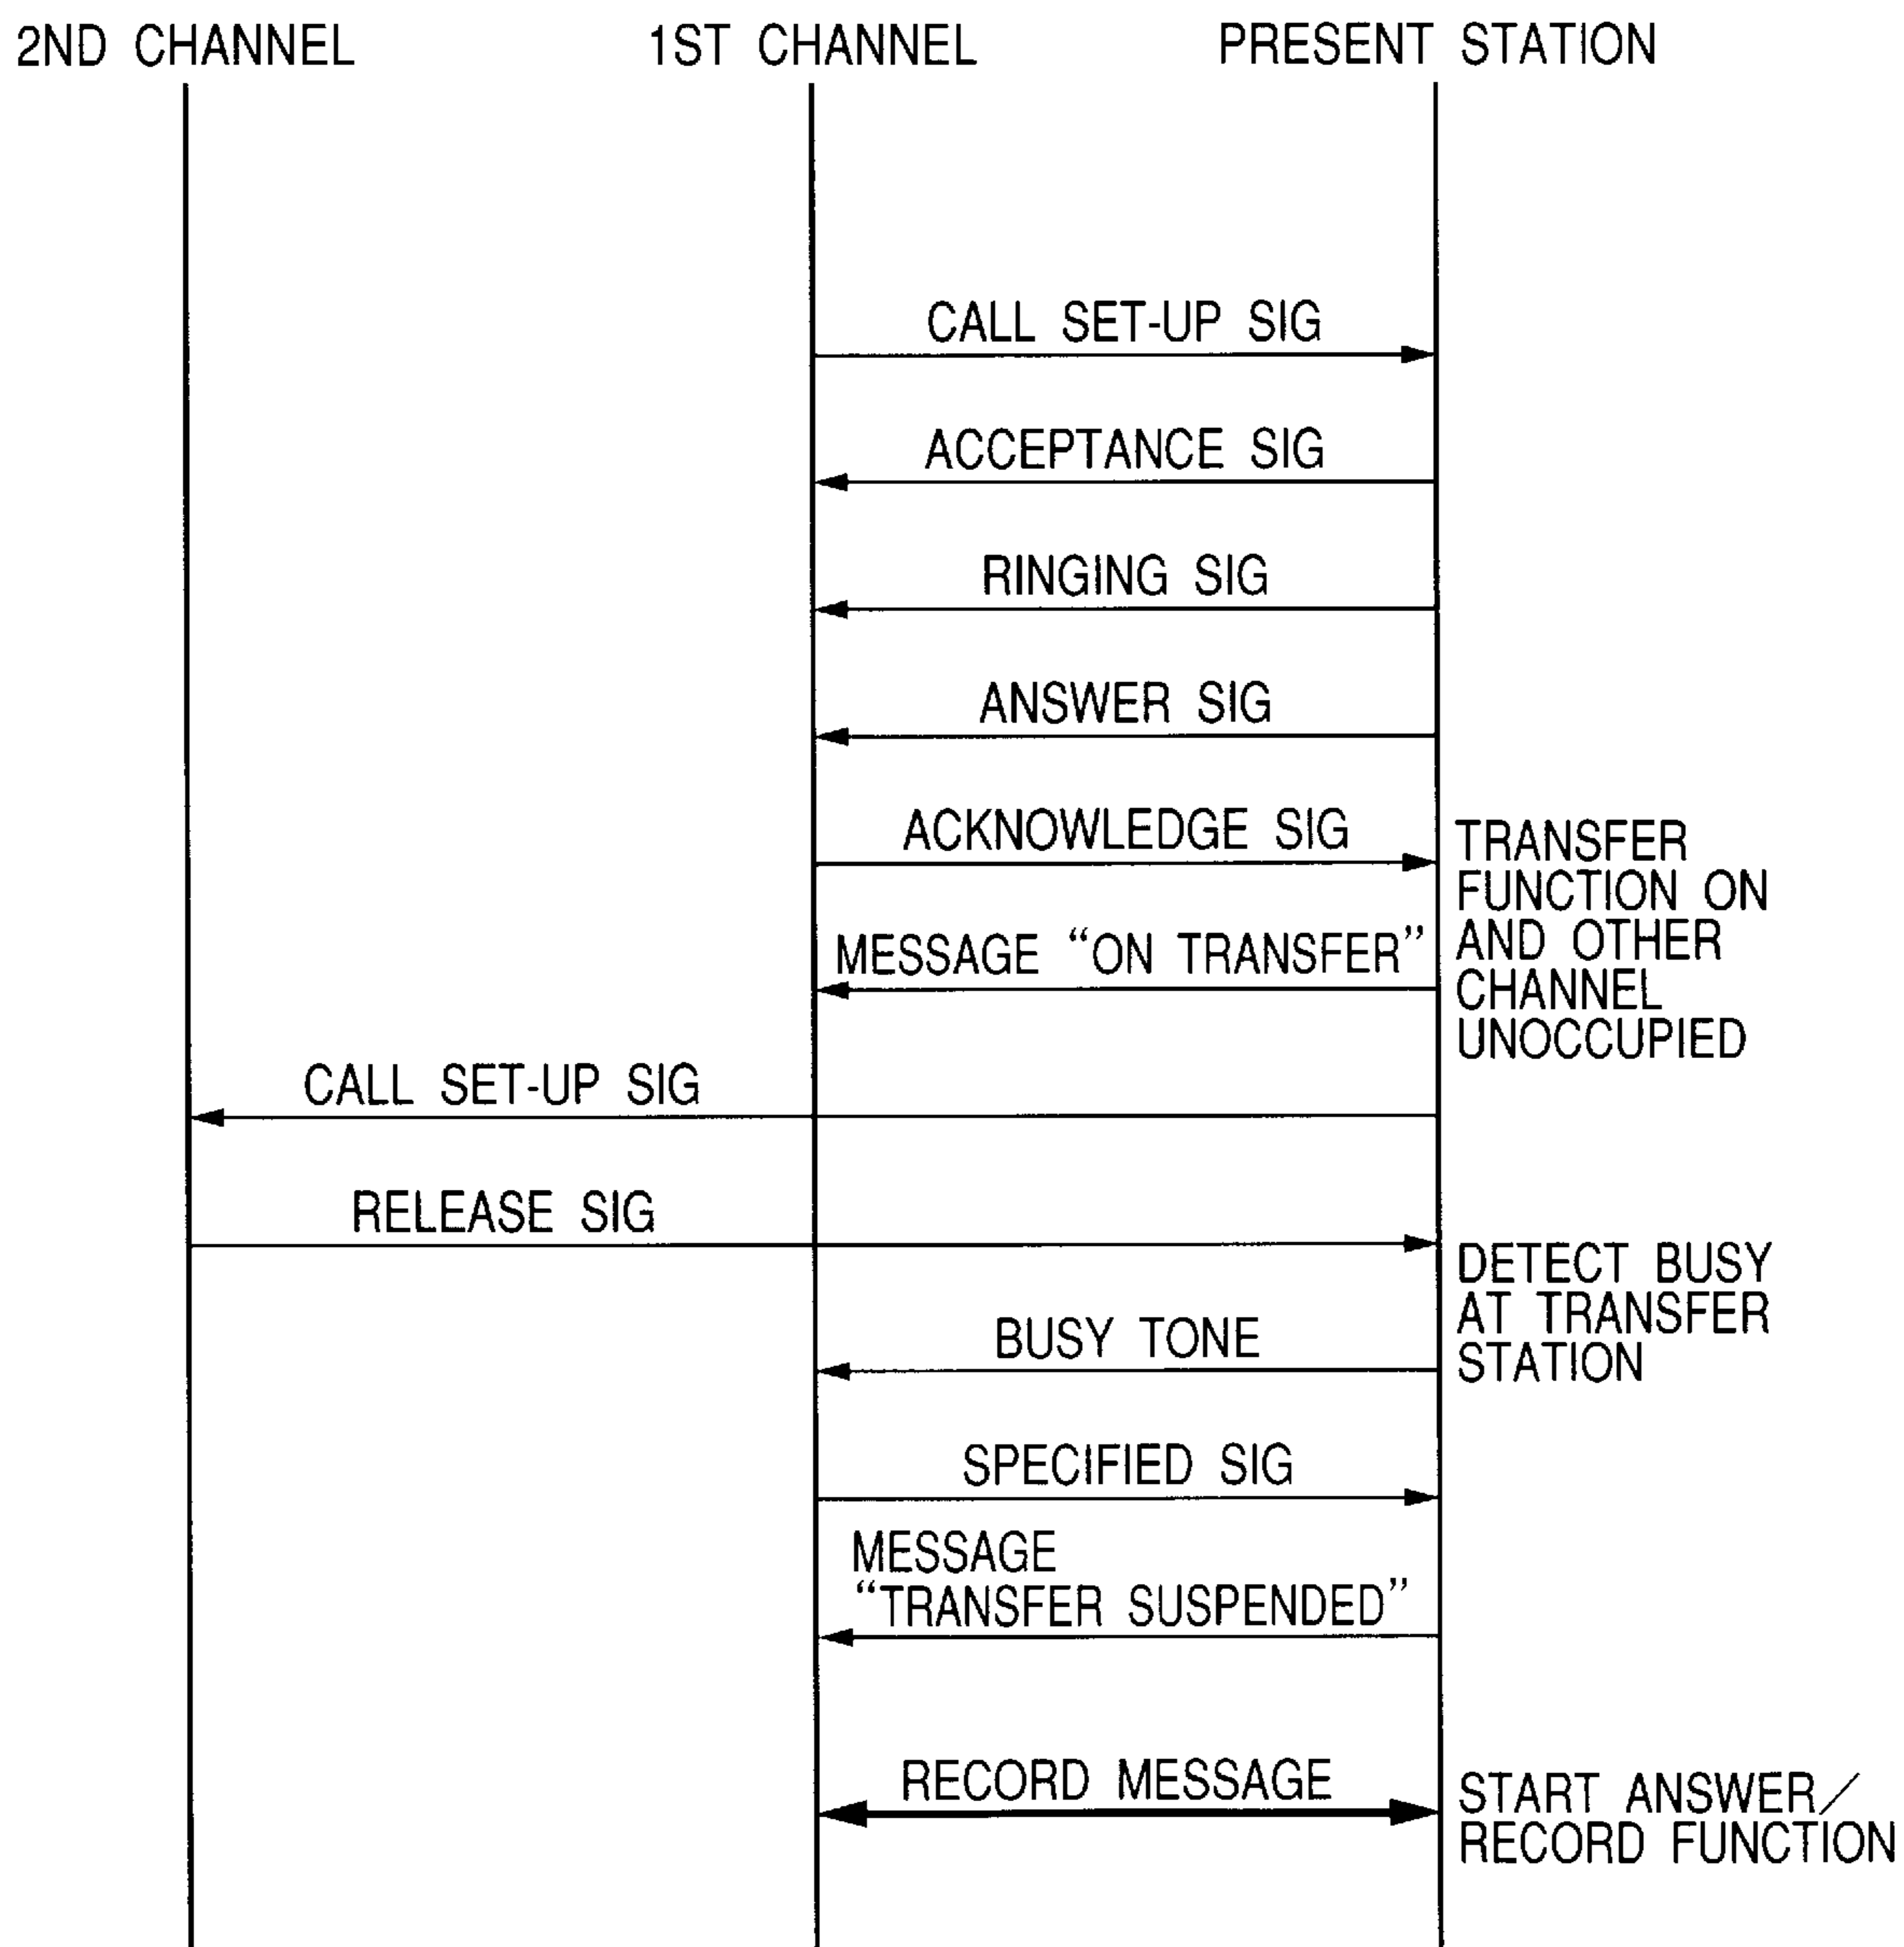 2ND CHANNEL
1ST CHANNEL
PRESENT STATION
CALL SET-UP SIG
ACCEPTANCE SIG
RINGING SIG
ANSWER SIG
ACKNOWLEDGE SIG
TRANSFER
FUNCTION ON
AND OTHER
CHANNEL
UNOCCUPIED
MESSAGE “ON TRANSFER”
CALL SET-UP SIG
RELEASE SIG
DETECT BUSY
AT TRANSFER
STATION
BUSY TONE
SPECIFIED SIG
MESSAGE
“TRANSFER SUSPENDED”
RECORD MESSAGE
START ANSWER/
RECORD FUNCTION